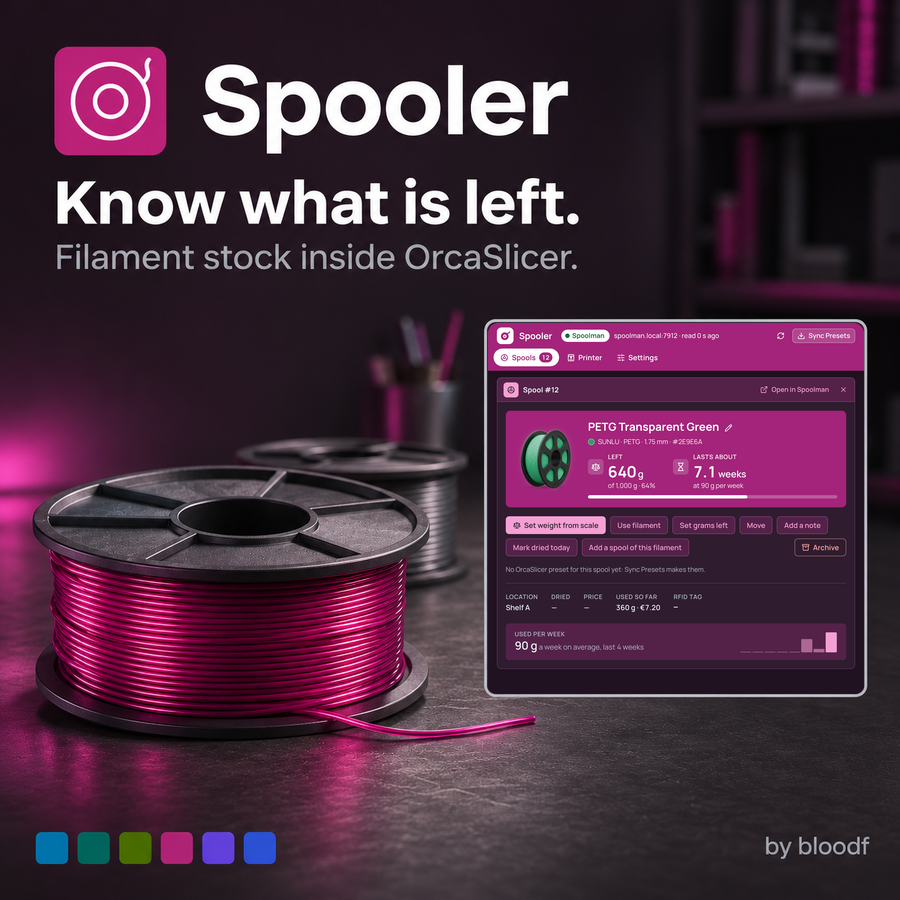 Spooler
Know what is left.
Filament stock inside OrcaSlicer.
Spooler Spoolman spoolman.local:7912 · read 0 s ago Sync Presets
Spools 12 Printer Settings
Spool #12 Open in Spoolman
PETG Transparent Green
SUNLU · PETG · 1.75 mm · #2E9E6A
LEFT LASTS ABOUT
640 g 7.1 weeks
of 1,000 g · 64% at 90 g per week
Set weight from scale Use filament Set grams left Move Add a note
Mark dried today Add a spool of this filament Archive
No OrcaSlicer preset for this spool yet: Sync Presets makes them.
LOCATION DRIED PRICE USED SO FAR RFID TAG
Shelf A – – 360 g · €7.20 –
USED PER WEEK
90 g a week on average, last 4 weeks
by bloodf